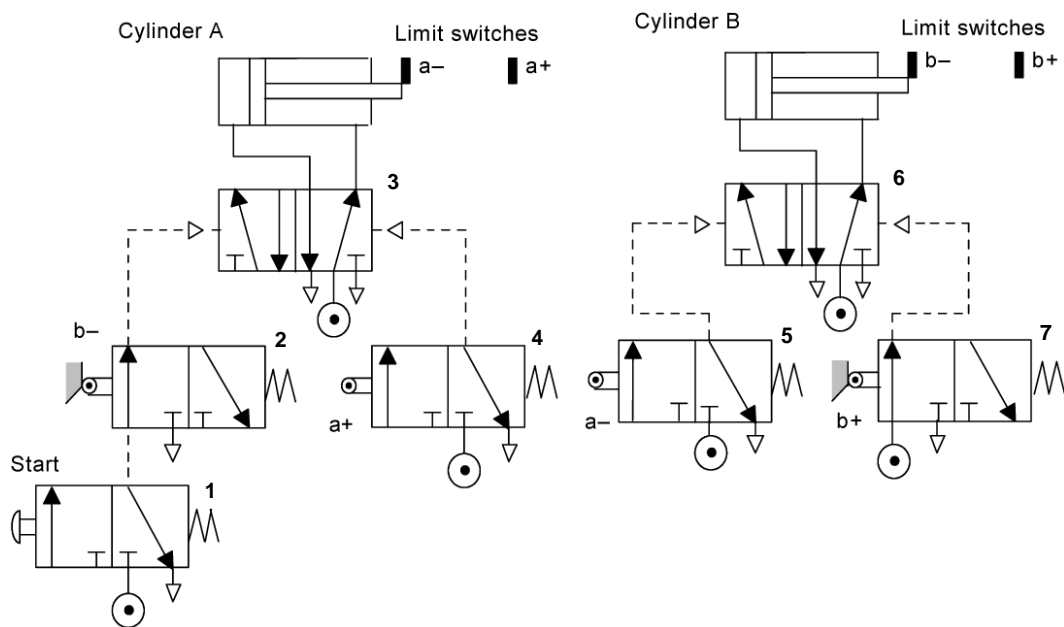 Cylinder A
Limit switches
a–
a+
Cylinder B
Limit switches
b–
b+
3
6
b–
2
4
a+
5
a–
7
b+
Start
1